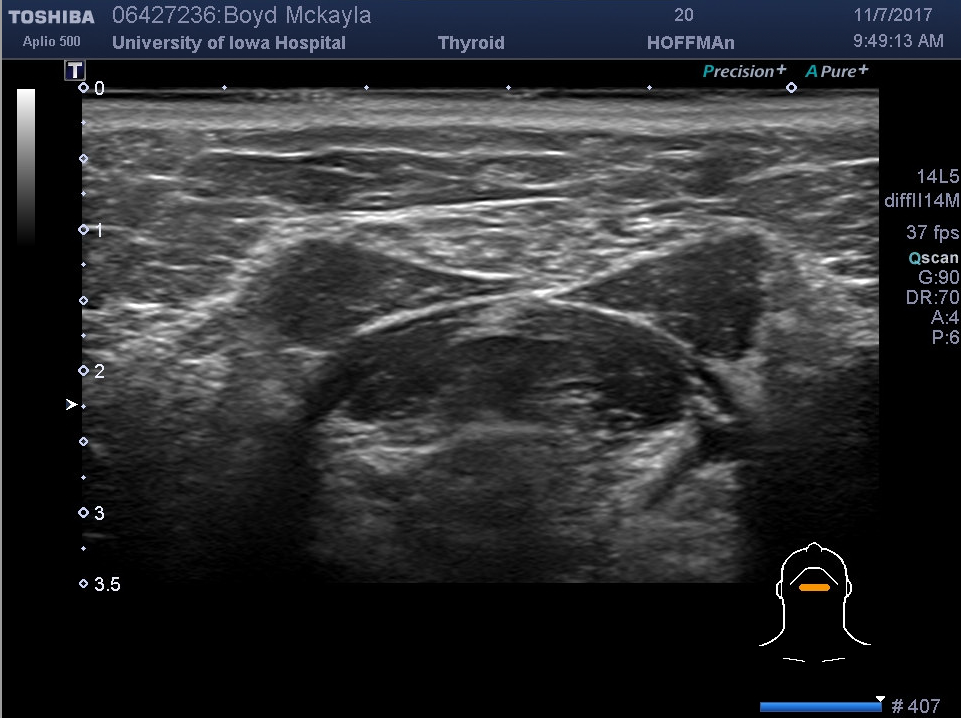 TOSHIBA 06427236:Boyd Mckayla 20 11/7/2017
Aplio 500 University of Iowa Hospital Thyroid HOFFMAn 9:49:13 AM
T Precision+ A Pure+
0
1
2
3
3.5
14L5
diffII14M
37 fps
Qscan
G:90
DR:70
A:4
P:6
# 407